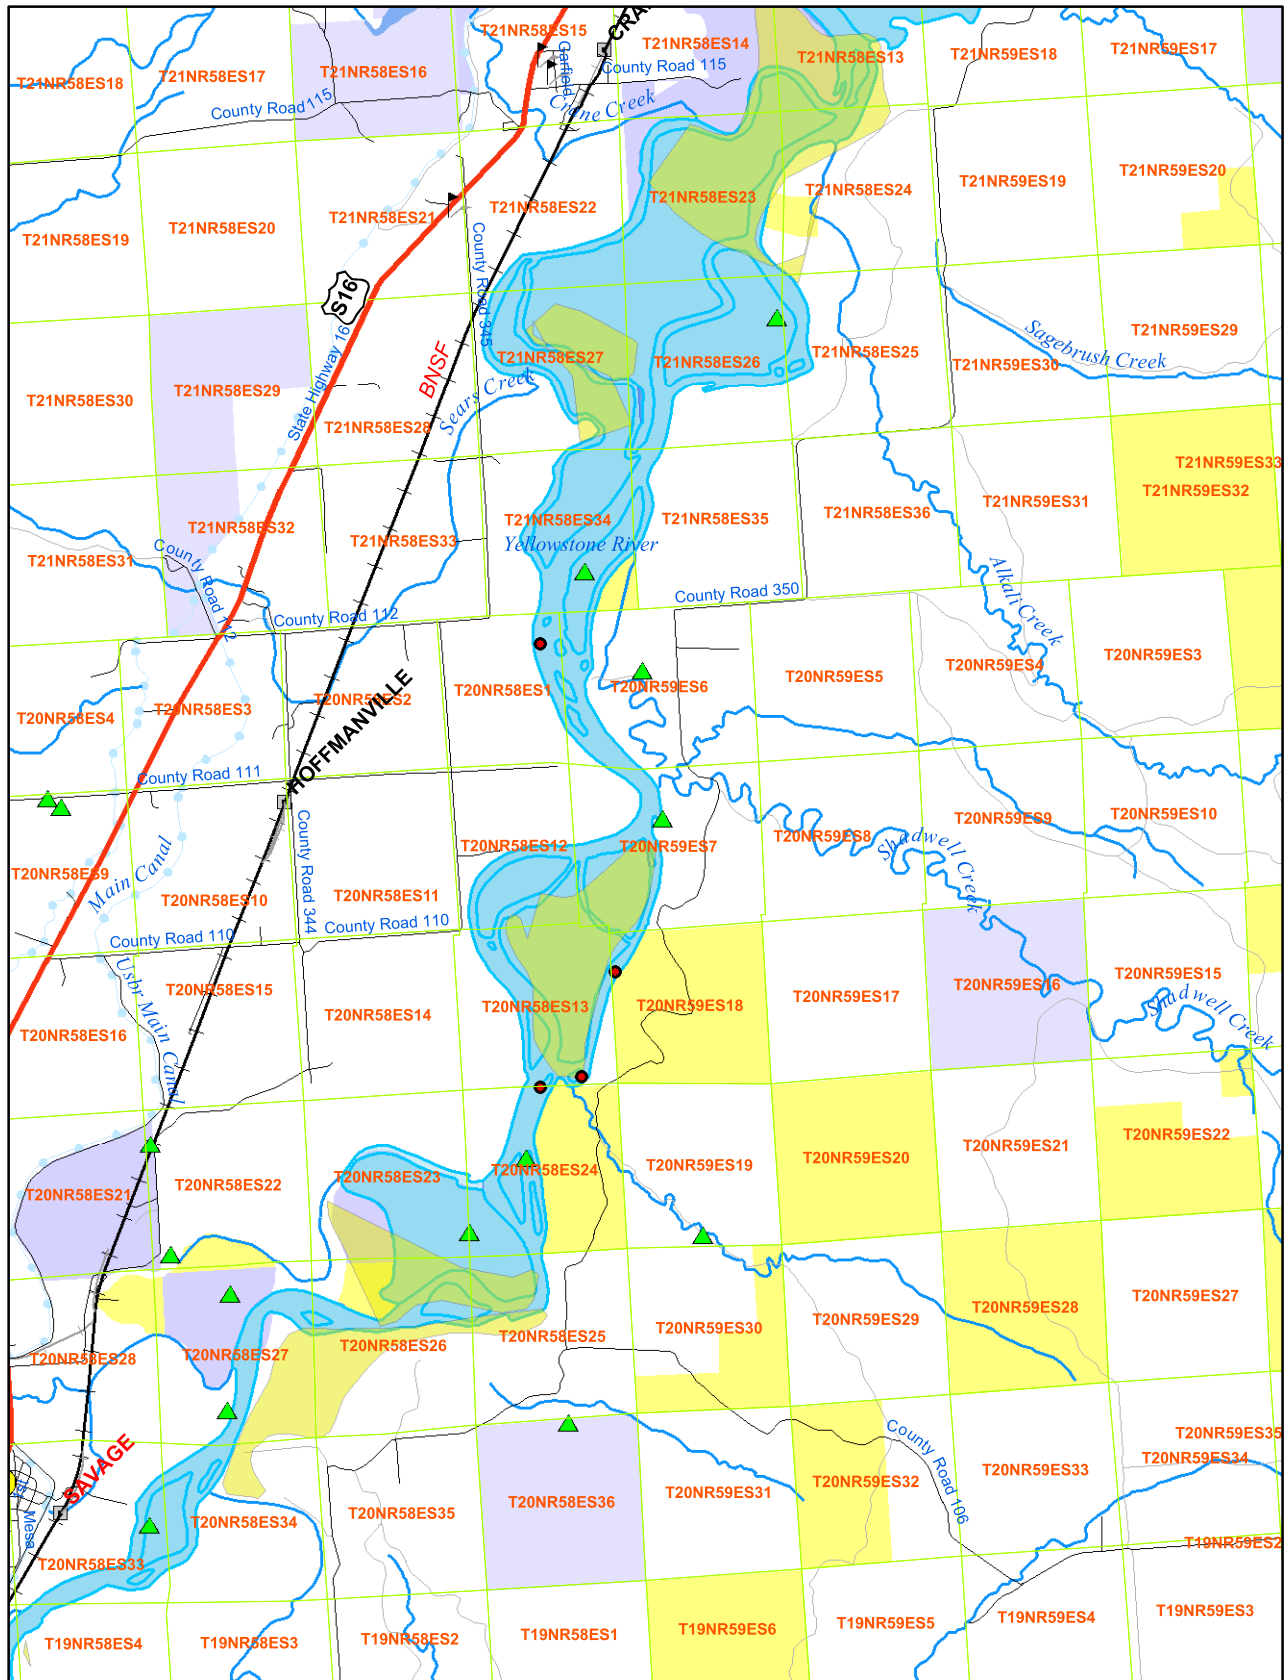 T21NR58ES15
CRA
T21NR58ES14
T21NR58ES13
T21NR59ES18
T21NR59ES17
T21NR58ES18
T21NR58ES17
T21NR58ES16
Garfield
County Road 115
County Road 115
Crane Creek
T21NR58ES19
T21NR58ES20
T21NR58ES21
T21NR58ES22
T21NR58ES23
T21NR58ES24
T21NR59ES19
T21NR59ES20
S16
County Road 345
State Highway 16
BNSF
Sears Creek
T21NR58ES30
T21NR58ES29
T21NR58ES28
T21NR58ES27
T21NR58ES26
T21NR58ES25
T21NR59ES30
T21NR59ES29
Sagebrush Creek
T21NR59ES33
T21NR59ES32
T21NR58ES31
T21NR58ES32
T21NR58ES33
T21NR58ES34
Yellowstone River
T21NR58ES35
T21NR58ES36
T21NR59ES31
County Road 112
County Road 112
County Road 350
Alkali Creek
T20NR58ES4
T20NR58ES3
T20NR58ES2
T20NR58ES1
T20NR59ES6
T20NR59ES5
T20NR59ES4
T20NR59ES3
HOFFMANVILLE
County Road 111
T20NR58ES9
Main Canal
T20NR58ES10
County Road 344
T20NR58ES11
T20NR58ES12
T20NR59ES7
T20NR59ES8
Shadwell Creek
T20NR59ES9
T20NR59ES10
County Road 110
County Road 110
Usbr Main Canal
T20NR58ES16
T20NR58ES15
T20NR58ES14
T20NR58ES13
T20NR59ES18
T20NR59ES17
T20NR59ES16
T20NR59ES15
Shadwell Creek
T20NR58ES21
T20NR58ES22
T20NR58ES23
T20NR58ES24
T20NR59ES19
T20NR59ES20
T20NR59ES21
T20NR59ES22
T20NR58ES28
T20NR58ES27
T20NR58ES26
T20NR58ES25
T20NR59ES30
T20NR59ES29
T20NR59ES28
T20NR59ES27
SAVAGE
1st
Mesa
T20NR58ES33
T20NR58ES34
T20NR58ES35
T20NR58ES36
T20NR59ES31
T20NR59ES32
County Road 106
T20NR59ES33
T20NR59ES35
T20NR59ES34
T19NR59ES2
T19NR58ES4
T19NR58ES3
T19NR58ES2
T19NR58ES1
T19NR59ES6
T19NR59ES5
T19NR59ES4
T19NR59ES3